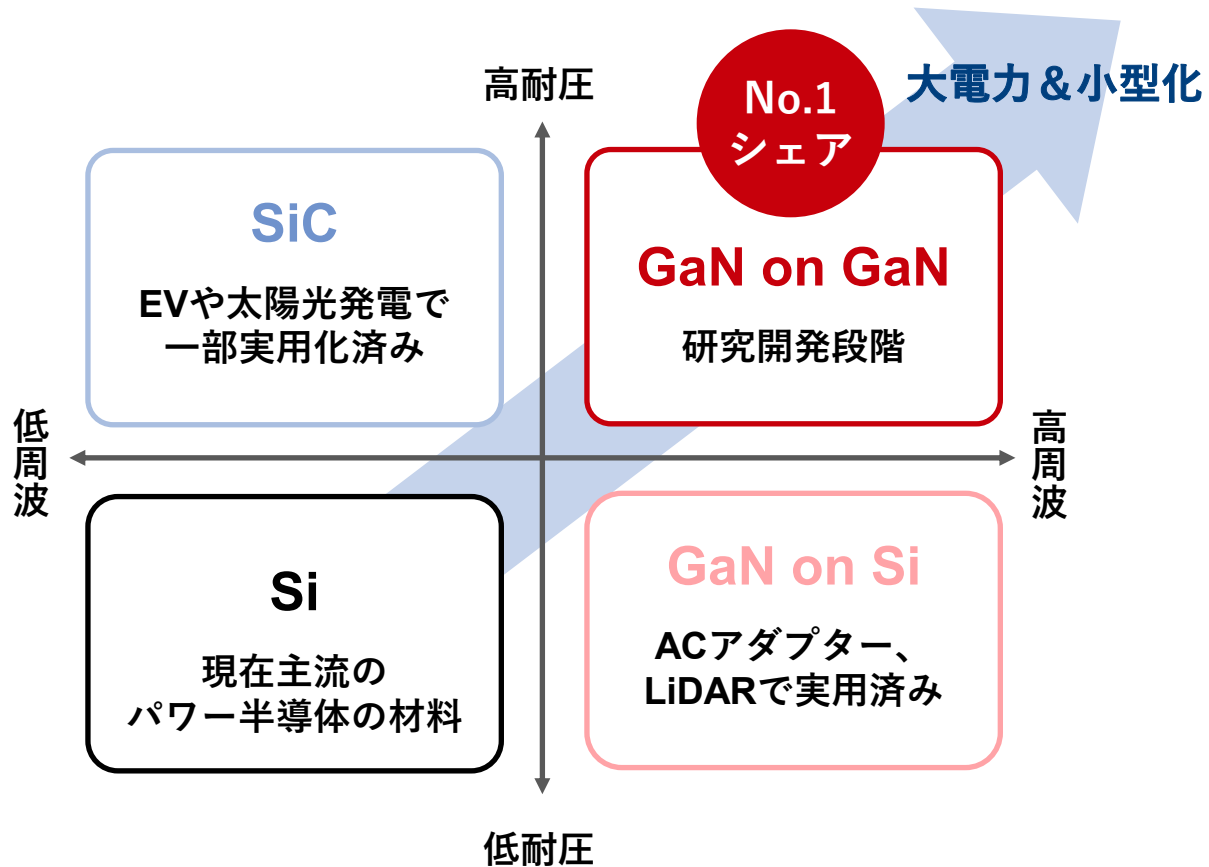 高耐圧
No.1
シェア
大電力&小型化
SiC
EVや太陽光発電で
一部実用化済み
GaN on GaN
研究開発段階
低周波
高周波
Si
現在主流の
パワー半導体の材料
GaN on Si
ACアダプター、
LiDARで実用済み
低耐圧